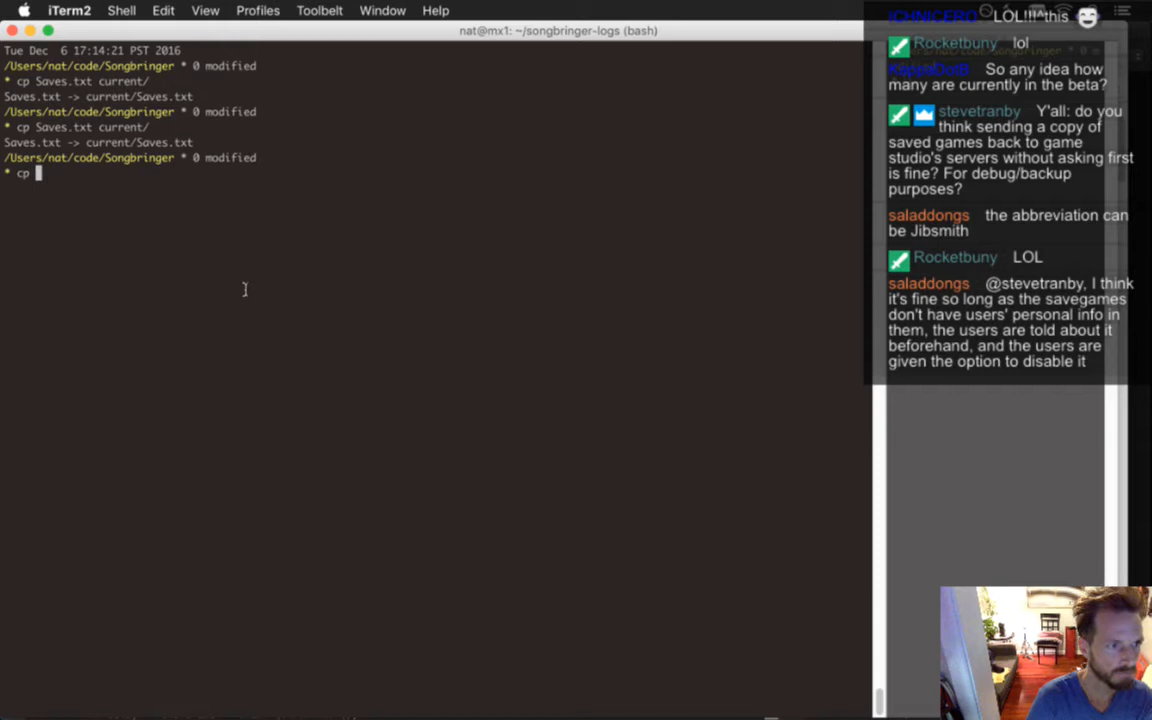 iTerm2 Shell Edit View Profiles Toolbelt Window Help
nat@mx1: ~/songbringer-logs (bash)
Tue Dec  6 17:14:21 PST 2016
/Users/nat/code/Songbringer * 0 modified
* cp Saves.txt current/
Saves.txt -> current/Saves.txt
/Users/nat/code/Songbringer * 0 modified
* cp Saves.txt current/
Saves.txt -> current/Saves.txt
/Users/nat/code/Songbringer * 0 modified
* cp
ICHNICERO LOL!!!^this
Rocketbuny lol
KappaDotB So any idea how
many are currently in the beta?
stevetranby Y'all: do you
think sending a copy of
saved games back to game
studio's servers without asking first
is fine? For debug/backup
purposes?
saladdongs the abbreviation can
be Jibsmith
Rocketbuny LOL
saladdongs @stevetranby, I think
it's fine so long as the savegames
don't have users' personal info in
them, the users are told about it
beforehand, and the users are
given the option to disable it